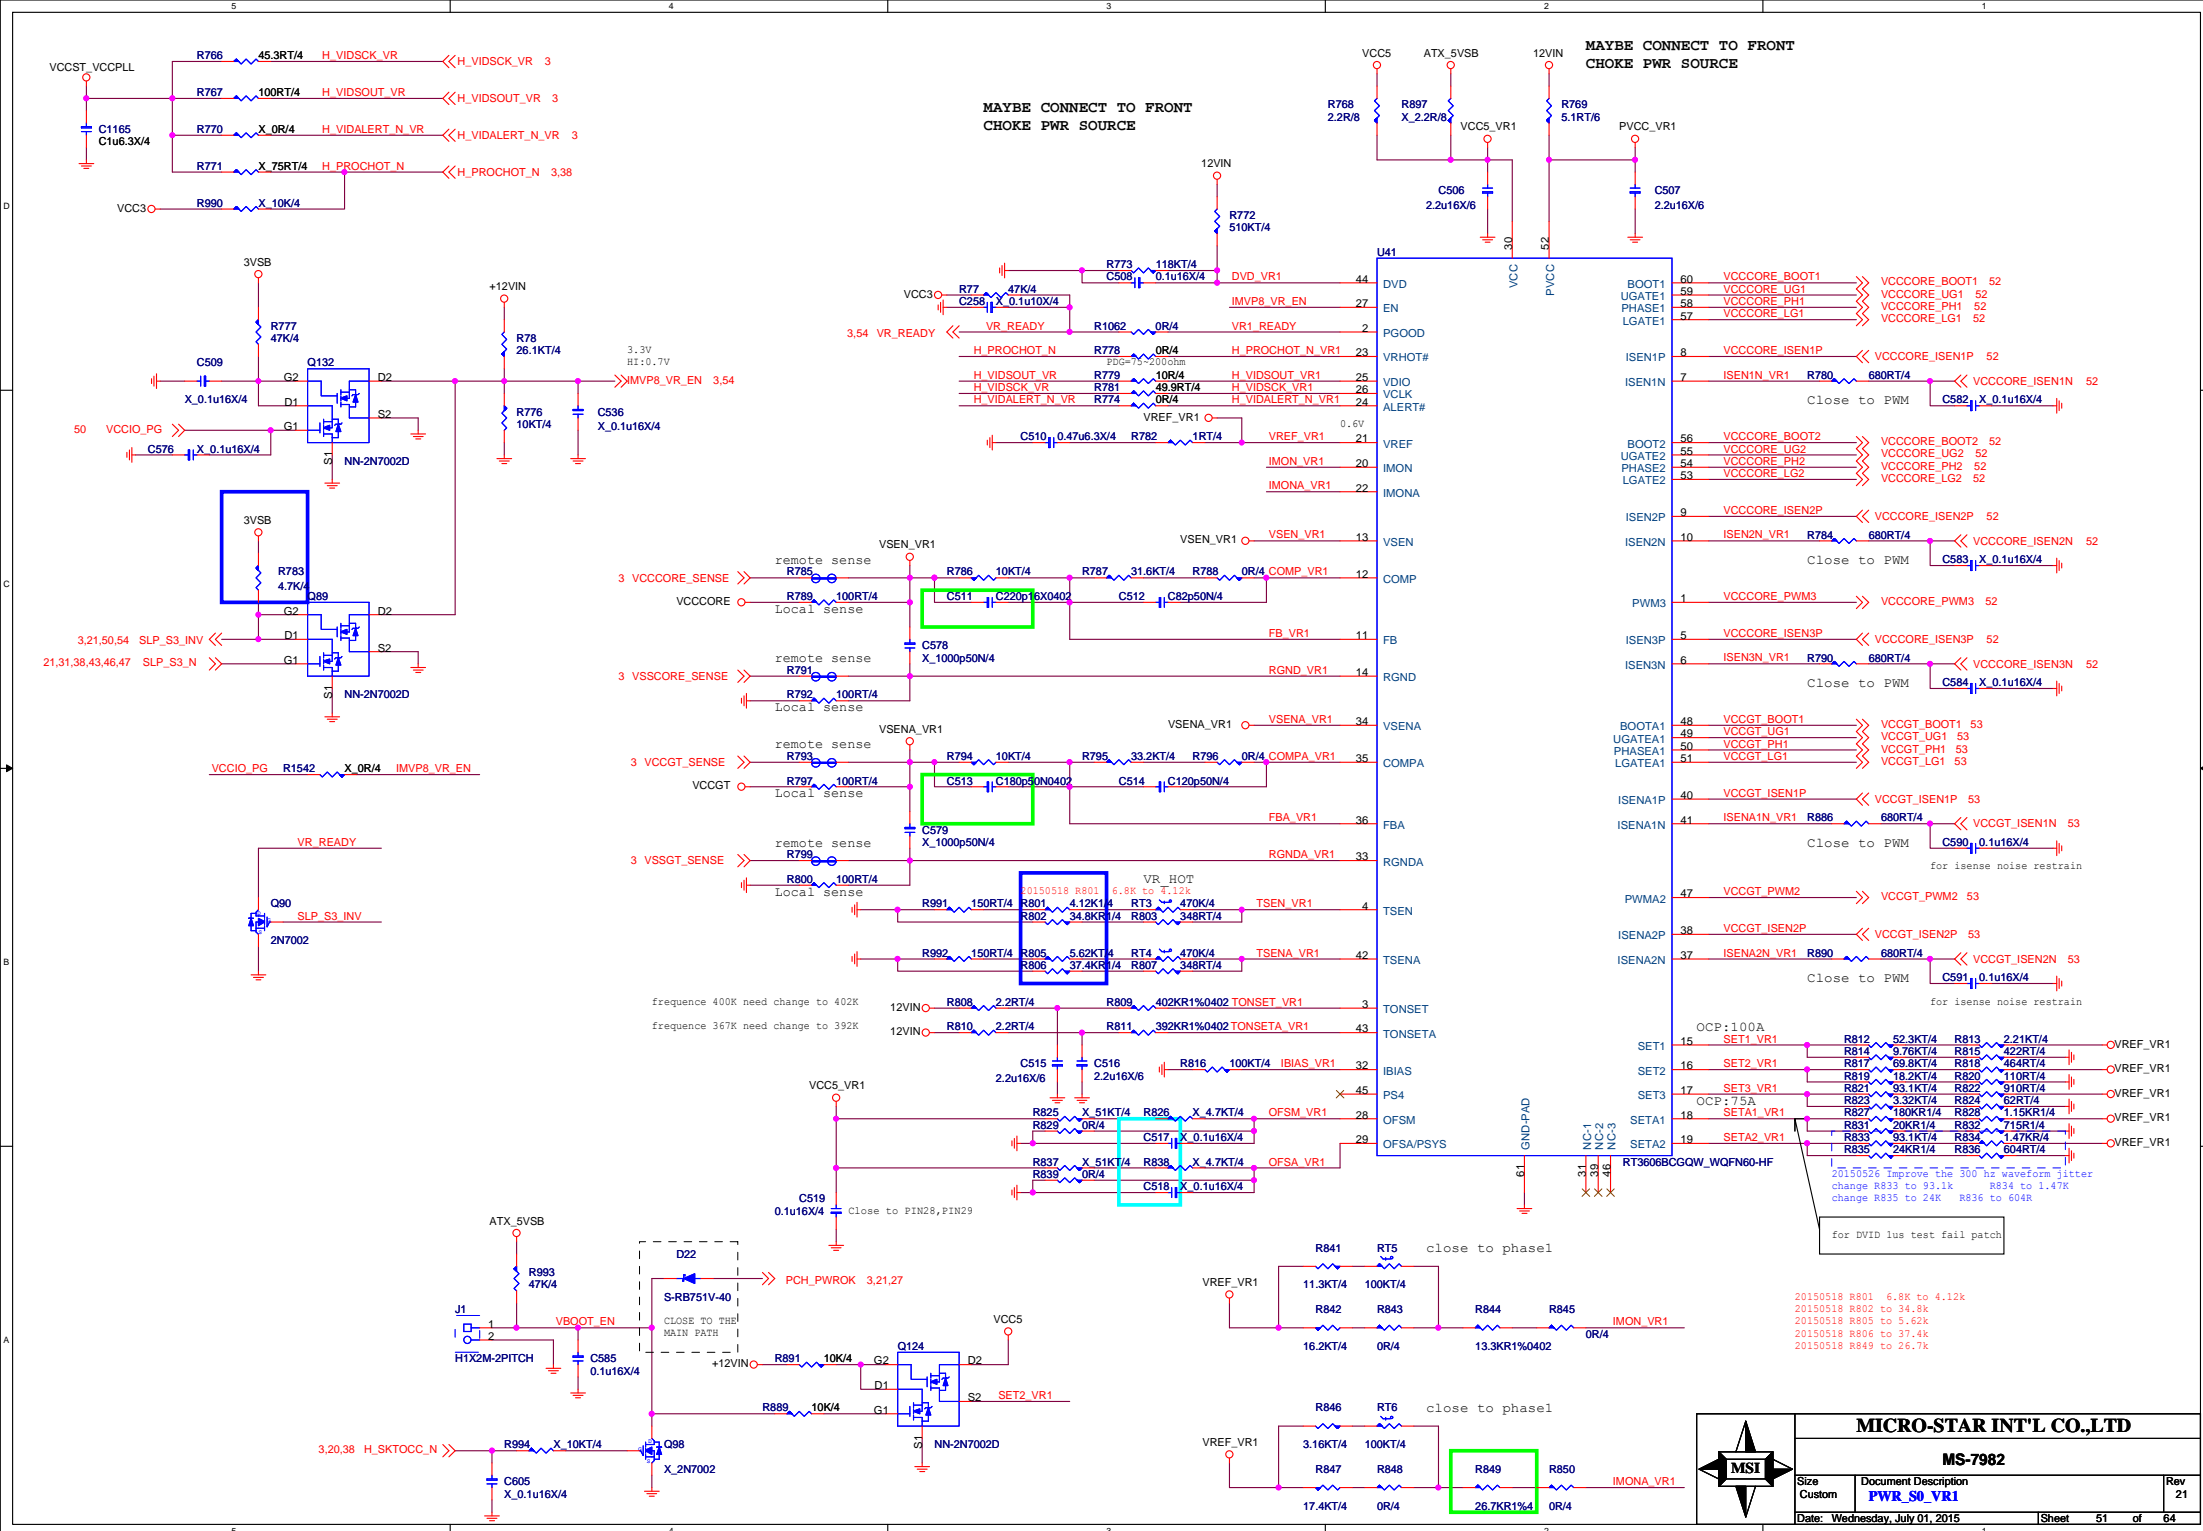 5 4 3 2 1
D
C
B
A
VCCST_VCCPLL
C1165
C1u6.3X/4
R766 45.3RT/4 H_VIDSCK_VR H_VIDSCK_VR 3
R767 100RT/4 H_VIDSOUT_VR H_VIDSOUT_VR 3
R770 X_0R/4 H_VIDALERT_N_VR H_VIDALERT_N_VR 3
R771 X_75RT/4 H_PROCHOT_N H_PROCHOT_N 3,38
VCC3 R990 X_10K/4
3VSB
R777
47K/4
C509
X_0.1u16X/4
Q132
G2 D2
D1 S2
G1
S1
NN-2N7002D
50 VCCIO_PG
C576 X_0.1u16X/4
+12VIN
R78
26.1KT/4
R776
10KT/4
C536
X_0.1u16X/4
3.3V
HI:0.7V
IMVP8_VR_EN 3,54
3VSB
R783
4.7K/4
Q89
G2 D2
D1 S2
G1
S1
NN-2N7002D
3,21,50,54 SLP_S3_INV
21,31,38,43,46,47 SLP_S3_N
VCCIO_PG R1542 X_0R/4 IMVP8_VR_EN
VR_READY
Q90
SLP_S3_INV
2N7002
MAYBE CONNECT TO FRONT
CHOKE PWR SOURCE
12VIN
R772
510KT/4
R773 118KT/4
C508 0.1u16X/4 DVD_VR1
VCC3 R77 47K/4
C258 X_0.1u10X/4 IMVP8_VR_EN
3,54 VR_READY VR_READY R1062 0R/4 VR1_READY
H_PROCHOT_N R778 0R/4 H_PROCHOT_N_VR1
PDG=75~200ohm
H_VIDSOUT_VR R779 10R/4 H_VIDSOUT_VR1
H_VIDSCK_VR R781 49.9RT/4 H_VIDSCK_VR1
H_VIDALERT_N_VR R774 0R/4 H_VIDALERT_N_VR1
VREF_VR1
0.6V
C510 0.47u6.3X/4 R782 1RT/4 VREF_VR1
IMON_VR1
IMONA_VR1
VSEN_VR1 VSEN_VR1 VSEN_VR1
remote sense
3 VCCCORE_SENSE R785 R786 10KT/4 R787 31.6KT/4 R788 0R/4 COMP_VR1
VCCCORE R789 100RT/4 C511 C220p16X0402 C512 C82p50N/4
Local sense
FB_VR1
C578
X_1000p50N/4
remote sense
3 VSSCORE_SENSE R791 RGND_VR1
R792 100RT/4
Local sense
VSENA_VR1 VSENA_VR1 VSENA_VR1
remote sense
3 VCCGT_SENSE R793 R794 10KT/4 R795 33.2KT/4 R796 0R/4 COMPA_VR1
VCCGT R797 100RT/4 C513 C180p50N0402 C514 C120p50N/4
Local sense
FBA_VR1
C579
X_1000p50N/4
remote sense
3 VSSGT_SENSE R799 RGNDA_VR1
R800 100RT/4
Local sense
VR_HOT
20150518 R801 6.8K to 4.12k
R991 150RT/4 R801 4.12K1/4 RT3 470K/4 TSEN_VR1
R802 34.8KR1/4 R803 348RT/4
R992 150RT/4 R805 5.62KT/4 RT4 470K/4 TSENA_VR1
R806 37.4KR1/4 R807 348RT/4
frequence 400K need change to 402K 12VIN R808 2.2RT/4 R809 402KR1%0402 TONSET_VR1
frequence 367K need change to 392K 12VIN R810 2.2RT/4 R811 392KR1%0402 TONSETA_VR1
C515
2.2u16X/6
C516
2.2u16X/6
R816 100KT/4 IBIAS_VR1
VCC5_VR1
R825 X_51KT/4 R826 X_4.7KT/4 OFSM_VR1
R829 0R/4 C517 X_0.1u16X/4
R837 X_51KT/4 R838 X_4.7KT/4 OFSA_VR1
R839 0R/4 C518 X_0.1u16X/4
C519
0.1u16X/4 Close to PIN28,PIN29
VCC5 ATX_5VSB 12VIN
MAYBE CONNECT TO FRONT
CHOKE PWR SOURCE
R768
2.2R/8
R897
X_2.2R/8
VCC5_VR1
R769
5.1RT/6
PVCC_VR1
C506
2.2u16X/6
C507
2.2u16X/6
U41
30 VCC
52 PVCC
44 DVD
27 EN
2 PGOOD
23 VRHOT#
25 VDIO
26 VCLK
24 ALERT#
21 VREF
20 IMON
22 IMONA
13 VSEN
12 COMP
11 FB
14 RGND
34 VSENA
35 COMPA
36 FBA
33 RGNDA
4 TSEN
42 TSENA
3 TONSET
43 TONSETA
32 IBIAS
45 PS4
28 OFSM
29 OFSA/PSYS
GND-PAD 61
NC-1 31
NC-2 39
NC-3 46
RT3606BCGQW_WQFN60-HF
BOOT1 60 VCCCORE_BOOT1 VCCCORE_BOOT1 52
UGATE1 59 VCCCORE_UG1 VCCCORE_UG1 52
PHASE1 58 VCCCORE_PH1 VCCCORE_PH1 52
LGATE1 57 VCCCORE_LG1 VCCCORE_LG1 52
ISEN1P 8 VCCCORE_ISEN1P VCCCORE_ISEN1P 52
ISEN1N 7 ISEN1N_VR1 R780 680RT/4 VCCCORE_ISEN1N 52
Close to PWM C582 X_0.1u16X/4
BOOT2 56 VCCCORE_BOOT2 VCCCORE_BOOT2 52
UGATE2 55 VCCCORE_UG2 VCCCORE_UG2 52
PHASE2 54 VCCCORE_PH2 VCCCORE_PH2 52
LGATE2 53 VCCCORE_LG2 VCCCORE_LG2 52
ISEN2P 9 VCCCORE_ISEN2P VCCCORE_ISEN2P 52
ISEN2N 10 ISEN2N_VR1 R784 680RT/4 VCCCORE_ISEN2N 52
Close to PWM C583 X_0.1u16X/4
PWM3 1 VCCCORE_PWM3 VCCCORE_PWM3 52
ISEN3P 5 VCCCORE_ISEN3P VCCCORE_ISEN3P 52
ISEN3N 6 ISEN3N_VR1 R790 680RT/4 VCCCORE_ISEN3N 52
Close to PWM C584 X_0.1u16X/4
BOOTA1 48 VCCGT_BOOT1 VCCGT_BOOT1 53
UGATEA1 49 VCCGT_UG1 VCCGT_UG1 53
PHASEA1 50 VCCGT_PH1 VCCGT_PH1 53
LGATEA1 51 VCCGT_LG1 VCCGT_LG1 53
ISENA1P 40 VCCGT_ISEN1P VCCGT_ISEN1P 53
ISENA1N 41 ISENA1N_VR1 R886 680RT/4 VCCGT_ISEN1N 53
Close to PWM C590 0.1u16X/4
for isense noise restrain
PWMA2 47 VCCGT_PWM2 VCCGT_PWM2 53
ISENA2P 38 VCCGT_ISEN2P VCCGT_ISEN2P 53
ISENA2N 37 ISENA2N_VR1 R890 680RT/4 VCCGT_ISEN2N 53
Close to PWM C591 0.1u16X/4
for isense noise restrain
OCP:100A
SET1 15 SET1_VR1 R812 52.3KT/4 R813 2.21KT/4 VREF_VR1
R814 9.76KT/4 R815 422RT/4
SET2 16 SET2_VR1 R817 69.8KT/4 R818 464RT/4 VREF_VR1
R819 18.2KT/4 R820 110RT/4
SET3 17 SET3_VR1 R821 93.1KT/4 R822 910RT/4 VREF_VR1
OCP:75A R823 3.32KT/4 R824 62RT/4
SETA1 18 SETA1_VR1 R827 180KR1/4 R828 1.15KR1/4 VREF_VR1
R831 20KR1/4 R832 715R1/4
SETA2 19 SETA2_VR1 R833 93.1KT/4 R834 1.47KR/4 VREF_VR1
R835 24KR1/4 R836 604RT/4
20150526 Improve the 300 hz waveform jitter
change R833 to 93.1k R834 to 1.47K
change R835 to 24K R836 to 604R
for DVID 1us test fail patch
20150518 R801 6.8K to 4.12k
20150518 R802 to 34.8k
20150518 R805 to 5.62k
20150518 R806 to 37.4k
20150518 R849 to 26.7k
ATX_5VSB
R993
47K/4
J1
1
2
H1X2M-2PITCH
VBOOT_EN
C585
0.1u16X/4
D22
S-RB751V-40
CLOSE TO THE
MAIN PATH
PCH_PWROK 3,21,27
+12VIN R891 10K/4
R889 10K/4
Q124
G2 D2
D1 S2
G1
S1
NN-2N7002D
VCC5
SET2_VR1
3,20,38 H_SKTOCC_N R994 X_10KT/4
Q98
X_2N7002
C605
X_0.1u16X/4
VREF_VR1
R841 RT5 close to phase1
11.3KT/4 100KT/4
R842 R843 R844 R845 IMON_VR1
16.2KT/4 0R/4 13.3KR1%0402 0R/4
VREF_VR1
R846 RT6 close to phase1
3.16KT/4 100KT/4
R847 R848 R849 R850 IMONA_VR1
17.4KT/4 0R/4 26.7KR1%4 0R/4
MSI
MICRO-STAR INT'L CO.,LTD
MS-7982
Size Document Description Rev
Custom PWR_S0_VR1 21
Date: Wednesday, July 01, 2015 Sheet 51 of 64
5 4 3 2 1